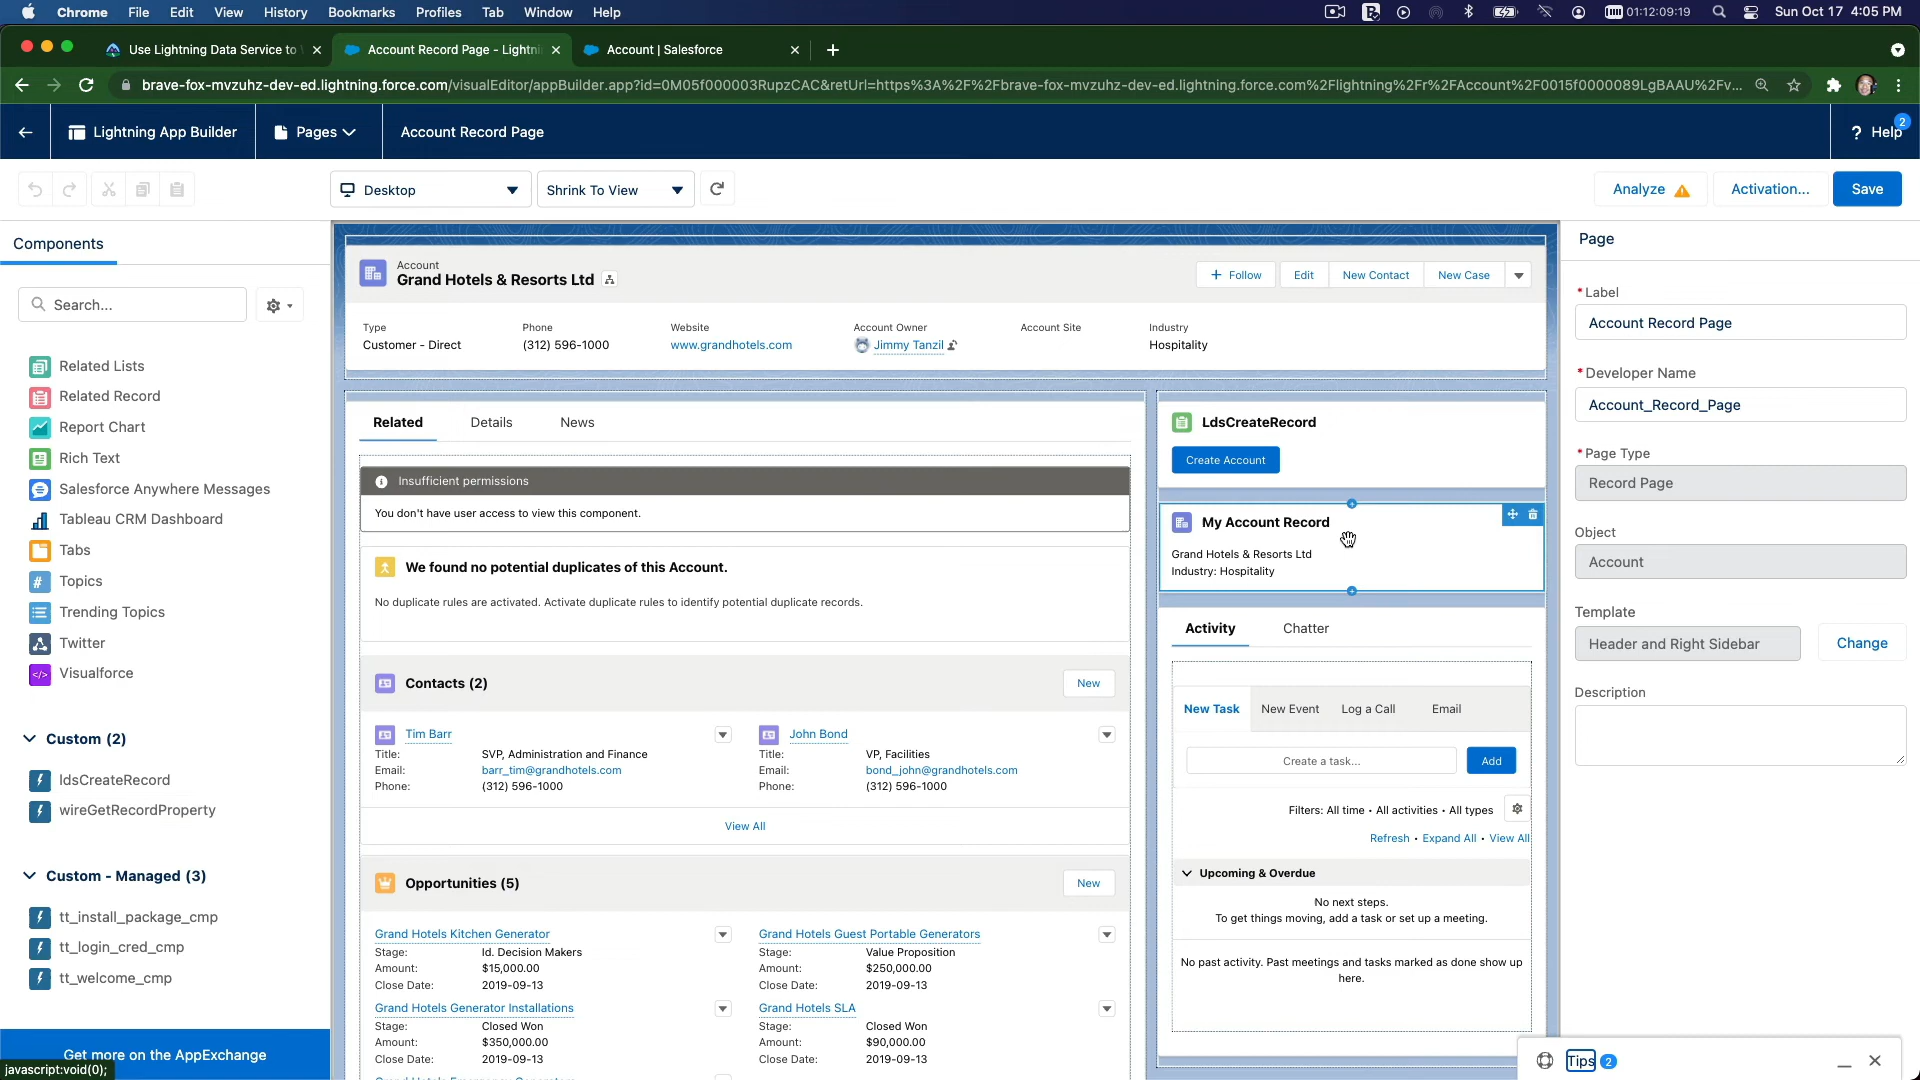 Chrome File Edit View History Bookmarks Profiles Tab Window Help 01:12:09:19 Sun Oct 17 4:05 PM
Use Lightning Data Service to Account Record Page - Lightni Account | Salesforce
brave-fox-mvzuhz-dev-ed.lightning.force.com/visualEditor/appBuilder.app?id=0M05f000003RupzCAC&retUrl=https%3A%2F%2Fbrave-fox-mvzuhz-dev-ed.lightning.force.com%2Flightning%2Fr%2FAccount%2F0015f0000089LgBAAU%2Fv...
Lightning App Builder Pages Account Record Page ? Help 2
Desktop Shrink To View Analyze Activation... Save
Components
Search...
Related Lists
Related Record
Report Chart
Rich Text
Salesforce Anywhere Messages
Tableau CRM Dashboard
Tabs
Topics
Trending Topics
Twitter
Visualforce
Custom (2)
ldsCreateRecord
wireGetRecordProperty
Custom - Managed (3)
tt_install_package_cmp
tt_login_cred_cmp
tt_welcome_cmp
Get more on the AppExchange
javascript:void(0);
Account
Grand Hotels & Resorts Ltd
+ Follow Edit New Contact New Case
Type Phone Website Account Owner Account Site Industry
Customer - Direct (312) 596-1000 www.grandhotels.com Jimmy Tanzil Hospitality
Related Details News
Insufficient permissions
You don't have user access to view this component.
We found no potential duplicates of this Account.
No duplicate rules are activated. Activate duplicate rules to identify potential duplicate records.
Contacts (2) New
Tim Barr John Bond
Title: SVP, Administration and Finance Title: VP, Facilities
Email: barr_tim@grandhotels.com Email: bond_john@grandhotels.com
Phone: (312) 596-1000 Phone: (312) 596-1000
View All
Opportunities (5) New
Grand Hotels Kitchen Generator Grand Hotels Guest Portable Generators
Stage: Id. Decision Makers Stage: Value Proposition
Amount: $15,000.00 Amount: $250,000.00
Close Date: 2019-09-13 Close Date: 2019-09-13
Grand Hotels Generator Installations Grand Hotels SLA
Stage: Closed Won Stage: Closed Won
Amount: $350,000.00 Amount: $90,000.00
Close Date: 2019-09-13 Close Date: 2019-09-13
LdsCreateRecord
Create Account
My Account Record
Grand Hotels & Resorts Ltd
Industry: Hospitality
Activity Chatter
New Task New Event Log a Call Email
Create a task... Add
Filters: All time • All activities • All types
Refresh • Expand All • View All
Upcoming & Overdue
No next steps.
To get things moving, add a task or set up a meeting.
No past activity. Past meetings and tasks marked as done show up
here.
Page
* Label
Account Record Page
* Developer Name
Account_Record_Page
* Page Type
Record Page
Object
Account
Template
Header and Right Sidebar Change
Description
Tips 2